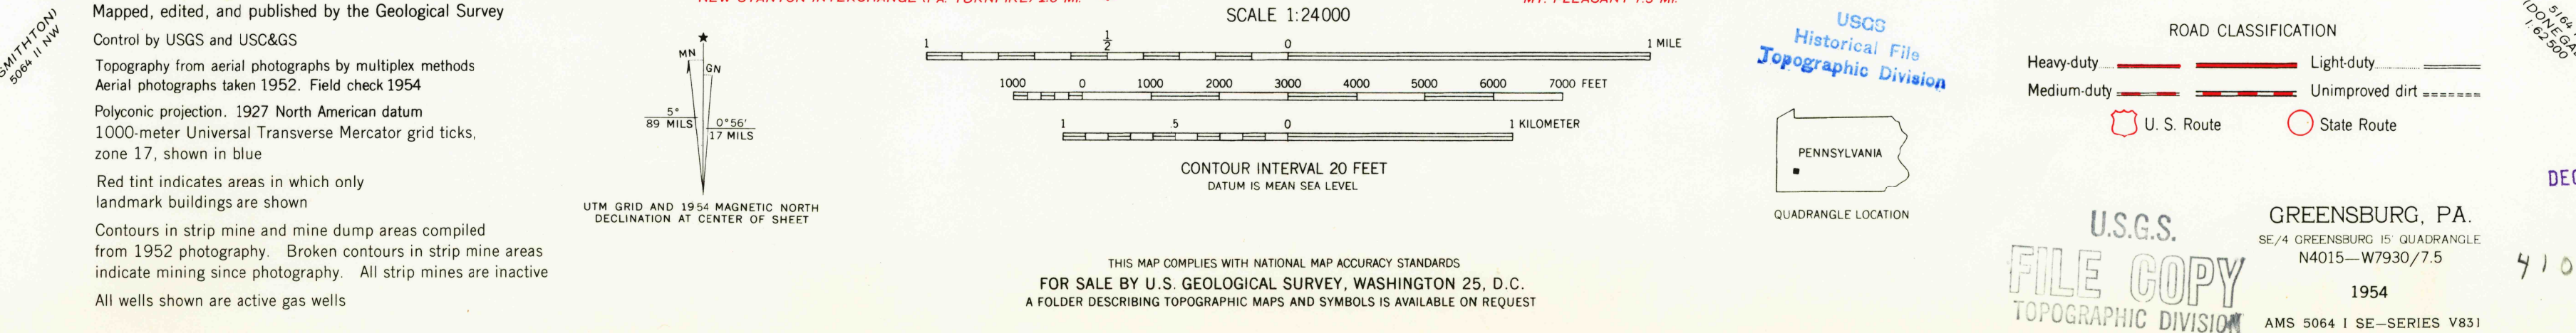 SMITHTON)
5064 II NW
Mapped, edited, and published by the Geological Survey
Control by USGS and USC&GS
Topography from aerial photographs by multiplex methods
Aerial photographs taken 1952. Field check 1954
Polyconic projection. 1927 North American datum
1000-meter Universal Transverse Mercator grid ticks,
zone 17, shown in blue
Red tint indicates areas in which only
landmark buildings are shown
Contours in strip mine and mine dump areas compiled
from 1952 photography. Broken contours in strip mine areas
indicate mining since photography. All strip mines are inactive
All wells shown are active gas wells
MN
GN
5°
89 MILS
0°56'
17 MILS
UTM GRID AND 1954 MAGNETIC NORTH
DECLINATION AT CENTER OF SHEET
SCALE 1:24000
1 ½ 0 1 MILE
1000 0 1000 2000 3000 4000 5000 6000 7000 FEET
1 .5 0 1 KILOMETER
CONTOUR INTERVAL 20 FEET
DATUM IS MEAN SEA LEVEL
THIS MAP COMPLIES WITH NATIONAL MAP ACCURACY STANDARDS
FOR SALE BY U.S. GEOLOGICAL SURVEY, WASHINGTON 25, D.C.
A FOLDER DESCRIBING TOPOGRAPHIC MAPS AND SYMBOLS IS AVAILABLE ON REQUEST
USGS
Historical File
Topographic Division
PENNSYLVANIA
QUADRANGLE LOCATION
ROAD CLASSIFICATION
Heavy-duty Light-duty
Medium-duty Unimproved dirt
U. S. Route State Route
U.S.G.S.
FILE COPY
TOPOGRAPHIC DIVISION
GREENSBURG, PA.
SE/4 GREENSBURG 15' QUADRANGLE
N4015—W7930/7.5
1954
AMS 5064 I SE—SERIES V831
1:62500